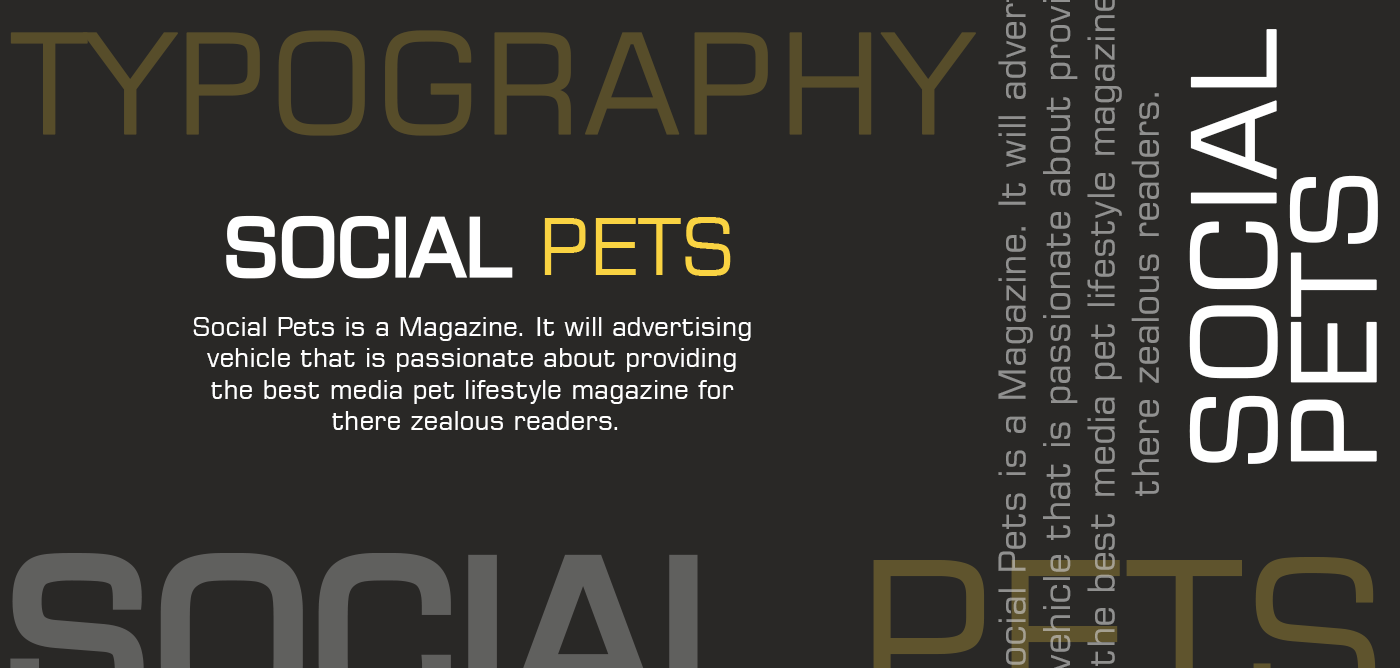 TYPOGRAPHY
SOCIAL PETS
Social Pets is a Magazine. It will advertising
vehicle that is passionate about providing
the best media pet lifestyle magazine for
there zealous readers.
SOCIAL PETS
ocial Pets is a Magazine. It will adver
vehicle that is passionate about provi
the best media pet lifestyle magazine
there zealous readers.
SOCIAL
PETS